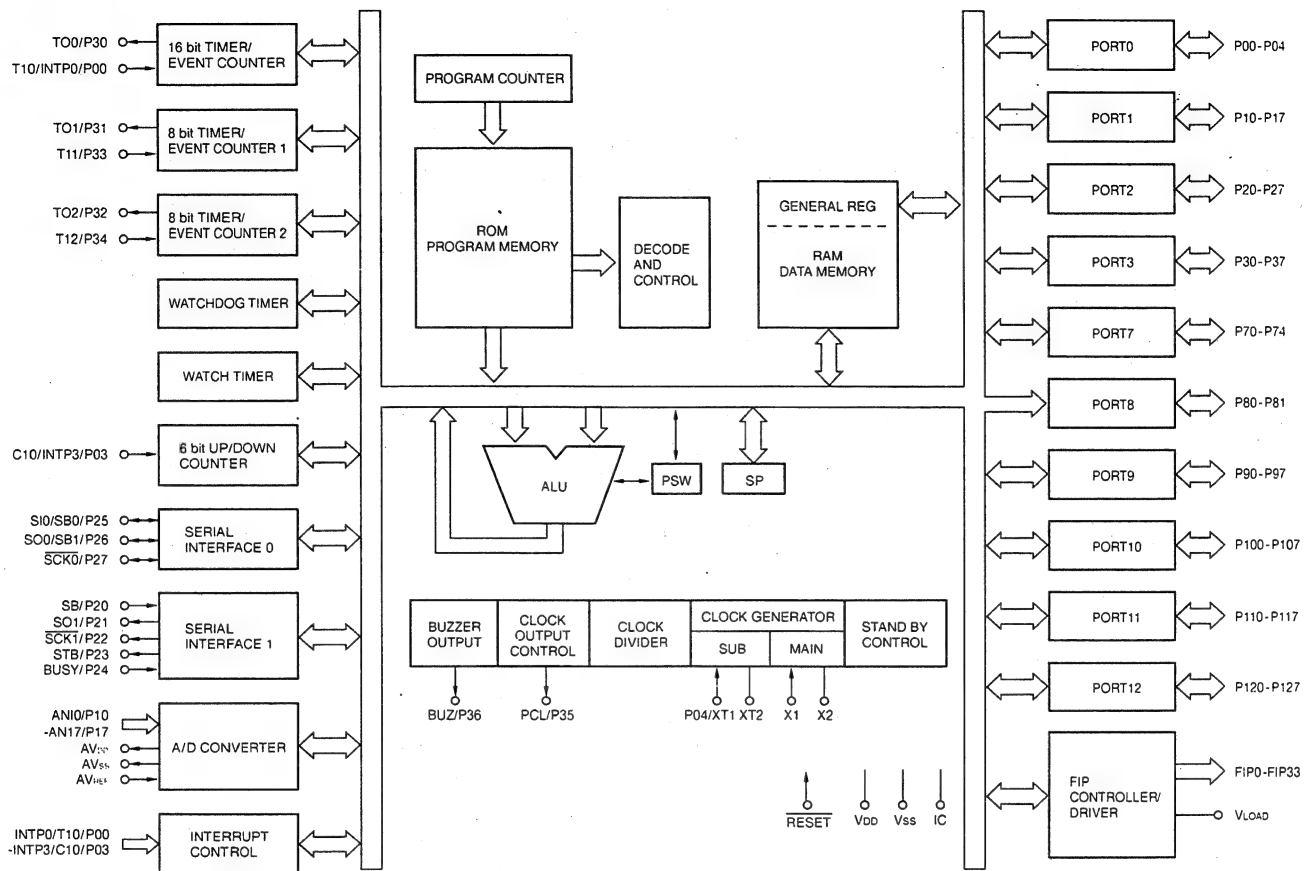 TO0/P30
T10/INTP0/P00
16 bit TIMER/
EVENT COUNTER
TO1/P31
T11/P33
8 bit TIMER/
EVENT COUNTER 1
TO2/P32
T12/P34
8 bit TIMER/
EVENT COUNTER 2
WATCHDOG TIMER
WATCH TIMER
C10/INTP3/P03
6 bit UP/DOWN
COUNTER
SI0/SB0/P25
SO0/SB1/P26
SCK0/P27
SERIAL
INTERFACE 0
SB/P20
SO1/P21
SCK1/P22
STB/P23
BUSY/P24
SERIAL
INTERFACE 1
ANI0/P10
-AN17/P17
AVSS
AVREF
A/D CONVERTER
INTP0/T10/P00
-INTP3/C10/P03
INTERRUPT
CONTROL
PROGRAM COUNTER
ROM
PROGRAM MEMORY
DECODE
AND
CONTROL
GENERAL REG
RAM
DATA MEMORY
ALU
PSW
SP
BUZZER
OUTPUT
CLOCK
OUTPUT
CONTROL
CLOCK
DIVIDER
CLOCK GENERATOR
SUB
MAIN
STAND BY
CONTROL
BUZ/P36
PCL/P35
P04/XT1
XT2
X1
X2
RESET
VDD
VSS
IC
PORT0
P00-P04
PORT1
P10-P17
PORT2
P20-P27
PORT3
P30-P37
PORT7
P70-P74
PORT8
P80-P81
PORT9
P90-P97
PORT10
P100-P107
PORT11
P110-P117
PORT12
P120-P127
FIP
CONTROLLER/
DRIVER
FIP0-FIP33
VLOAD